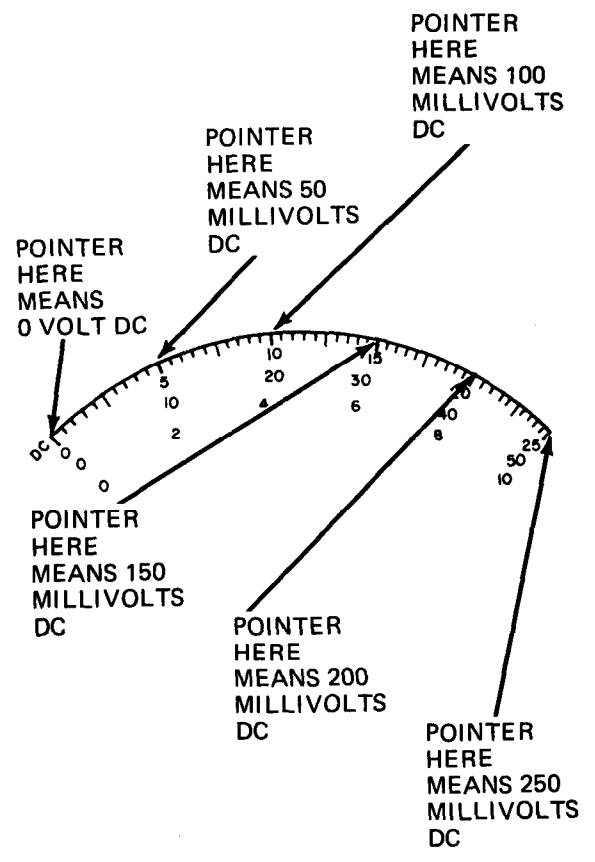 POINTER
HERE
MEANS 100
MILLIVOLTS
DC
POINTER
HERE
MEANS 50
MILLIVOLTS
DC
POINTER
HERE
MEANS
0 VOLT DC
DC 0 5 10 15 20 25
0 10 20 30 40 50
0 2 4 6 8 10
POINTER
HERE
MEANS 150
MILLIVOLTS
DC
POINTER
HERE
MEANS 200
MILLIVOLTS
DC
POINTER
HERE
MEANS 250
MILLIVOLTS
DC